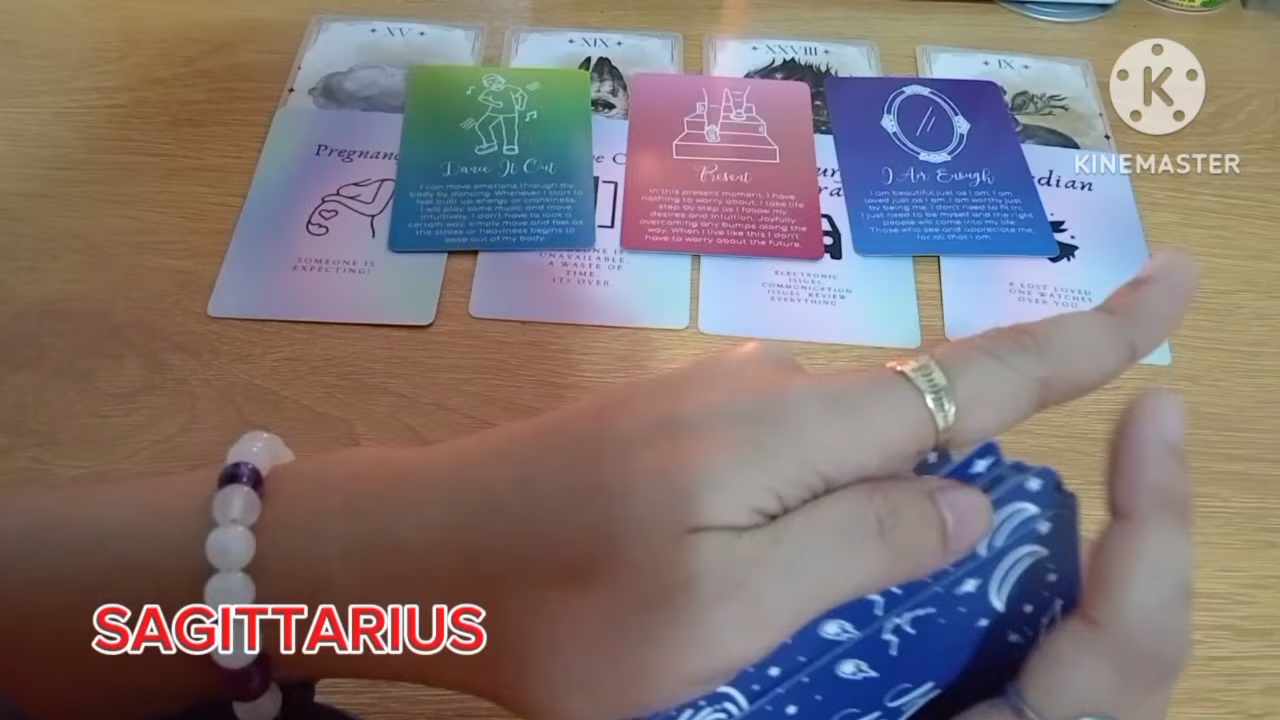 XV
XIX
XXVIII
IX
K
KINEMASTER
Dance It Out
I can move emotions through my
body by dancing. Whenever I start to
feel built up energy or crankiness,
I will play some music and move
intuitively. I don't have to look a
certain way, simply move and feel as
the stress or heaviness begins to
ease out of my body.
Present
In this present moment, I have
nothing to worry about. I take life
step by step as I follow my
desires and intuition. Joyfully
overcoming any bumps along the
way. When I live like this I don't
have to worry about the future.
I Am Enough
I am beautiful just as I am. I am
loved just as I am. I am worthy just
by being me. I don't need to fit in,
I just need to be myself and the right
people will come into my life.
Those who see and appreciate me,
for all that I am.
SOMEONE IS
EXPECTING!
UNAVAILABLE
A WASTE OF
TIME.
ITS OVER.
ELECTRONIC
ISSUES.
COMMUNICATION
ISSUES REVIEW
EVERYTHING
A LOST LOVED
ONE WATCHES
OVER YOU
SAGITTARIUS